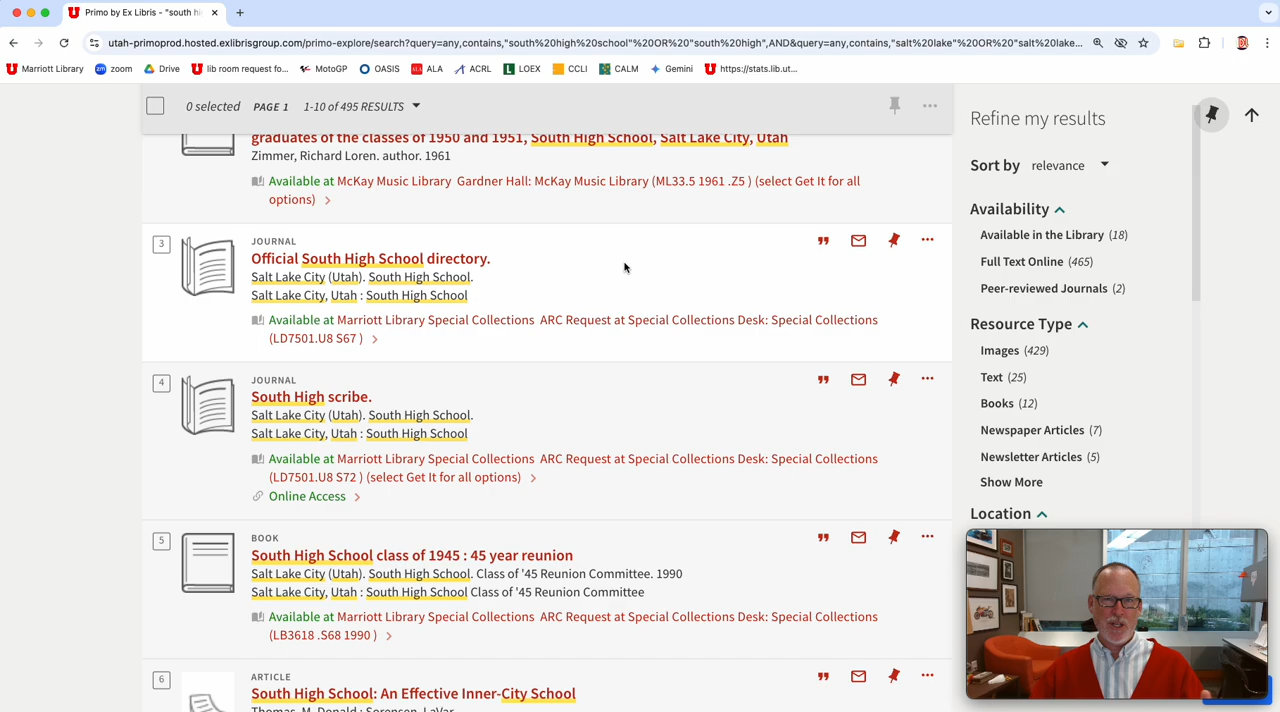 Primo by Ex Libris - "south hi
utah-primoprod.hosted.exlibrisgroup.com/primo-explore/search?query=any,contains,"south%20high%20school"%20OR%20"south%20high",AND&query=any,contains,"salt%20lake"%20OR%20"salt%20lake...
Marriott Library zoom Drive lib room request fo... MotoGP OASIS ALA ACRL LOEX CCLI CALM Gemini https://stats.lib.ut...
0 selected PAGE 1 1-10 of 495 RESULTS
graduates of the classes of 1950 and 1951, South High School, Salt Lake City, Utah
Zimmer, Richard Loren. author. 1961
Available at McKay Music Library Gardner Hall: McKay Music Library (ML33.5 1961 .Z5 ) (select Get It for all
options)
3
JOURNAL
Official South High School directory.
Salt Lake City (Utah). South High School.
Salt Lake City, Utah : South High School
Available at Marriott Library Special Collections ARC Request at Special Collections Desk: Special Collections
(LD7501.U8 S67 )
4
JOURNAL
South High scribe.
Salt Lake City (Utah). South High School.
Salt Lake City, Utah : South High School
Available at Marriott Library Special Collections ARC Request at Special Collections Desk: Special Collections
(LD7501.U8 S72 ) (select Get It for all options)
Online Access
5
BOOK
South High School class of 1945 : 45 year reunion
Salt Lake City (Utah). South High School. Class of '45 Reunion Committee. 1990
Salt Lake City, Utah : South High School Class of '45 Reunion Committee
Available at Marriott Library Special Collections ARC Request at Special Collections Desk: Special Collections
(LB3618 .S68 1990 )
6
ARTICLE
South High School: An Effective Inner-City School
Thomas, M. Donald ; Sorensen, LaVar
Refine my results
Sort by relevance
Availability
Available in the Library (18)
Full Text Online (465)
Peer-reviewed Journals (2)
Resource Type
Images (429)
Text (25)
Books (12)
Newspaper Articles (7)
Newsletter Articles (5)
Show More
Location